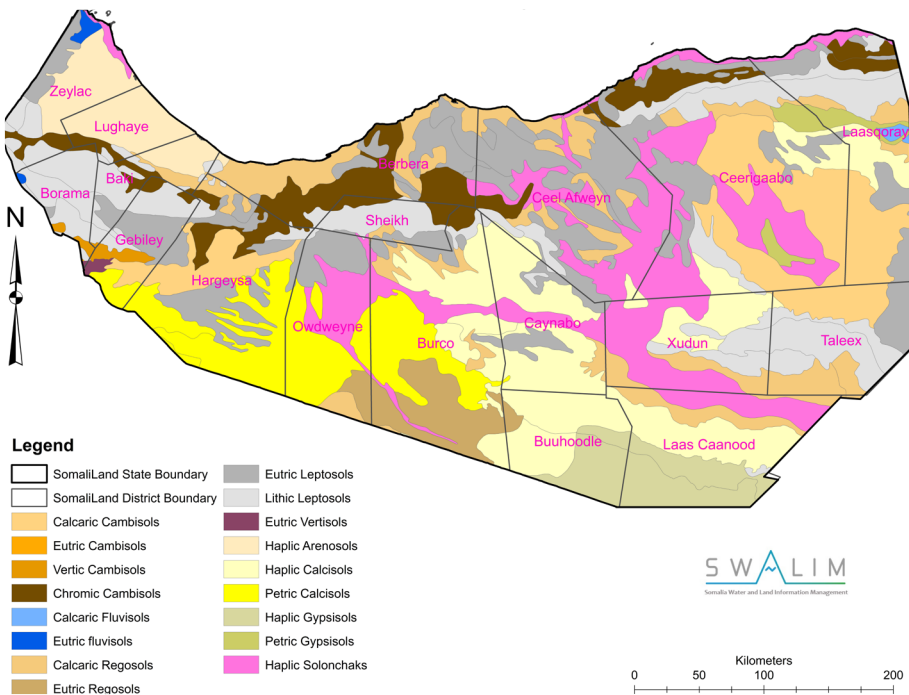 Zeylac
Lughaye
Borama
Baki
Gebiley
Hargeysa
Berbera
Sheikh
Owdweyne
Burco
Ceel Afweyn
Caynabo
Buuhoodle
Ceerigaabo
Laasqoray
Xudun
Taleex
Laas Caanood
N
Legend
SomaliLand State Boundary
SomaliLand District Boundary
Calcaric Cambisols
Eutric Cambisols
Vertic Cambisols
Chromic Cambisols
Calcaric Fluvisols
Eutric fluvisols
Calcaric Regosols
Eutric Regosols
Eutric Leptosols
Lithic Leptosols
Eutric Vertisols
Haplic Arenosols
Haplic Calcisols
Petric Calcisols
Haplic Gypsisols
Petric Gypsisols
Haplic Solonchaks
SWALIM
Somalia Water and Land Information Management
Kilometers
0 50 100 200